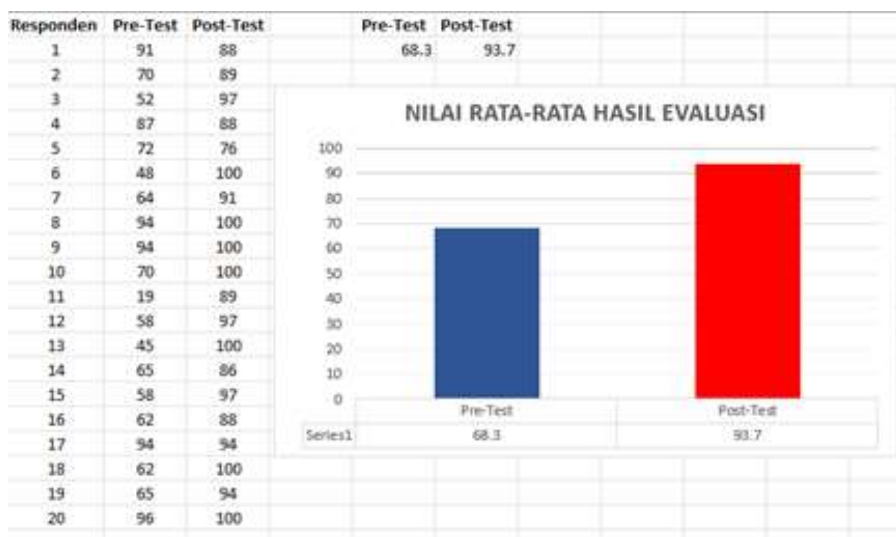 Responden Pre-Test Post-Test Pre-Test Post-Test
1 91 88 68.3 93.7
2 70 89
3 52 97
4 87 88
5 72 76
6 48 100
7 64 91
8 94 100
9 94 100
10 70 100
11 19 89
12 58 97
13 45 100
14 65 86
15 58 97
16 62 88
17 94 94
18 62 100
19 65 94
20 96 100
NILAI RATA-RATA HASIL EVALUASI
100
90
80
70
60
50
40
30
20
10
0
Pre-Test Post-Test
Series1 68.3 93.7